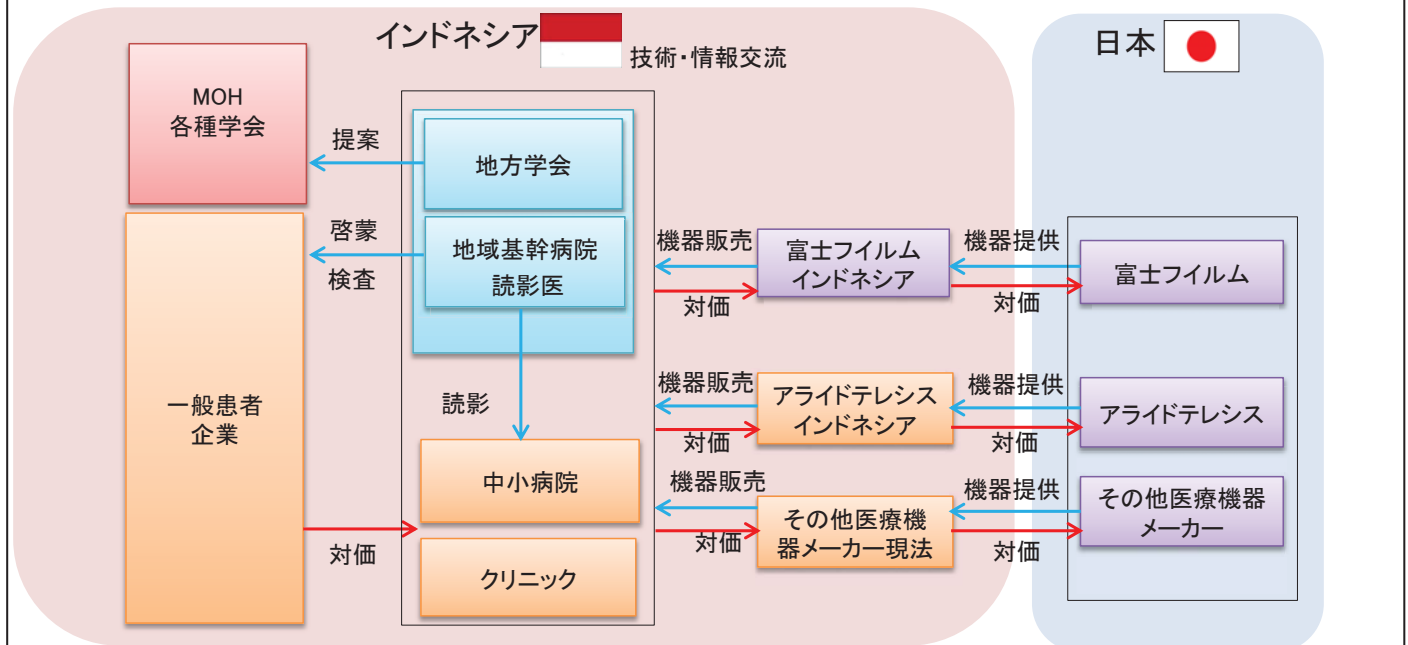 インドネシア
技術・情報交流
日本
MOH
各種学会
提案
地方学会
啓蒙
検査
地域基幹病院
読影医
機器販売
対価
富士フイルム
インドネシア
機器提供
対価
富士フイルム
一般患者
企業
読影
機器販売
対価
アライドテレシス
インドネシア
機器提供
対価
アライドテレシス
中小病院
機器販売
対価
その他医療機
器メーカー現法
機器提供
対価
その他医療機器
メーカー
対価
クリニック